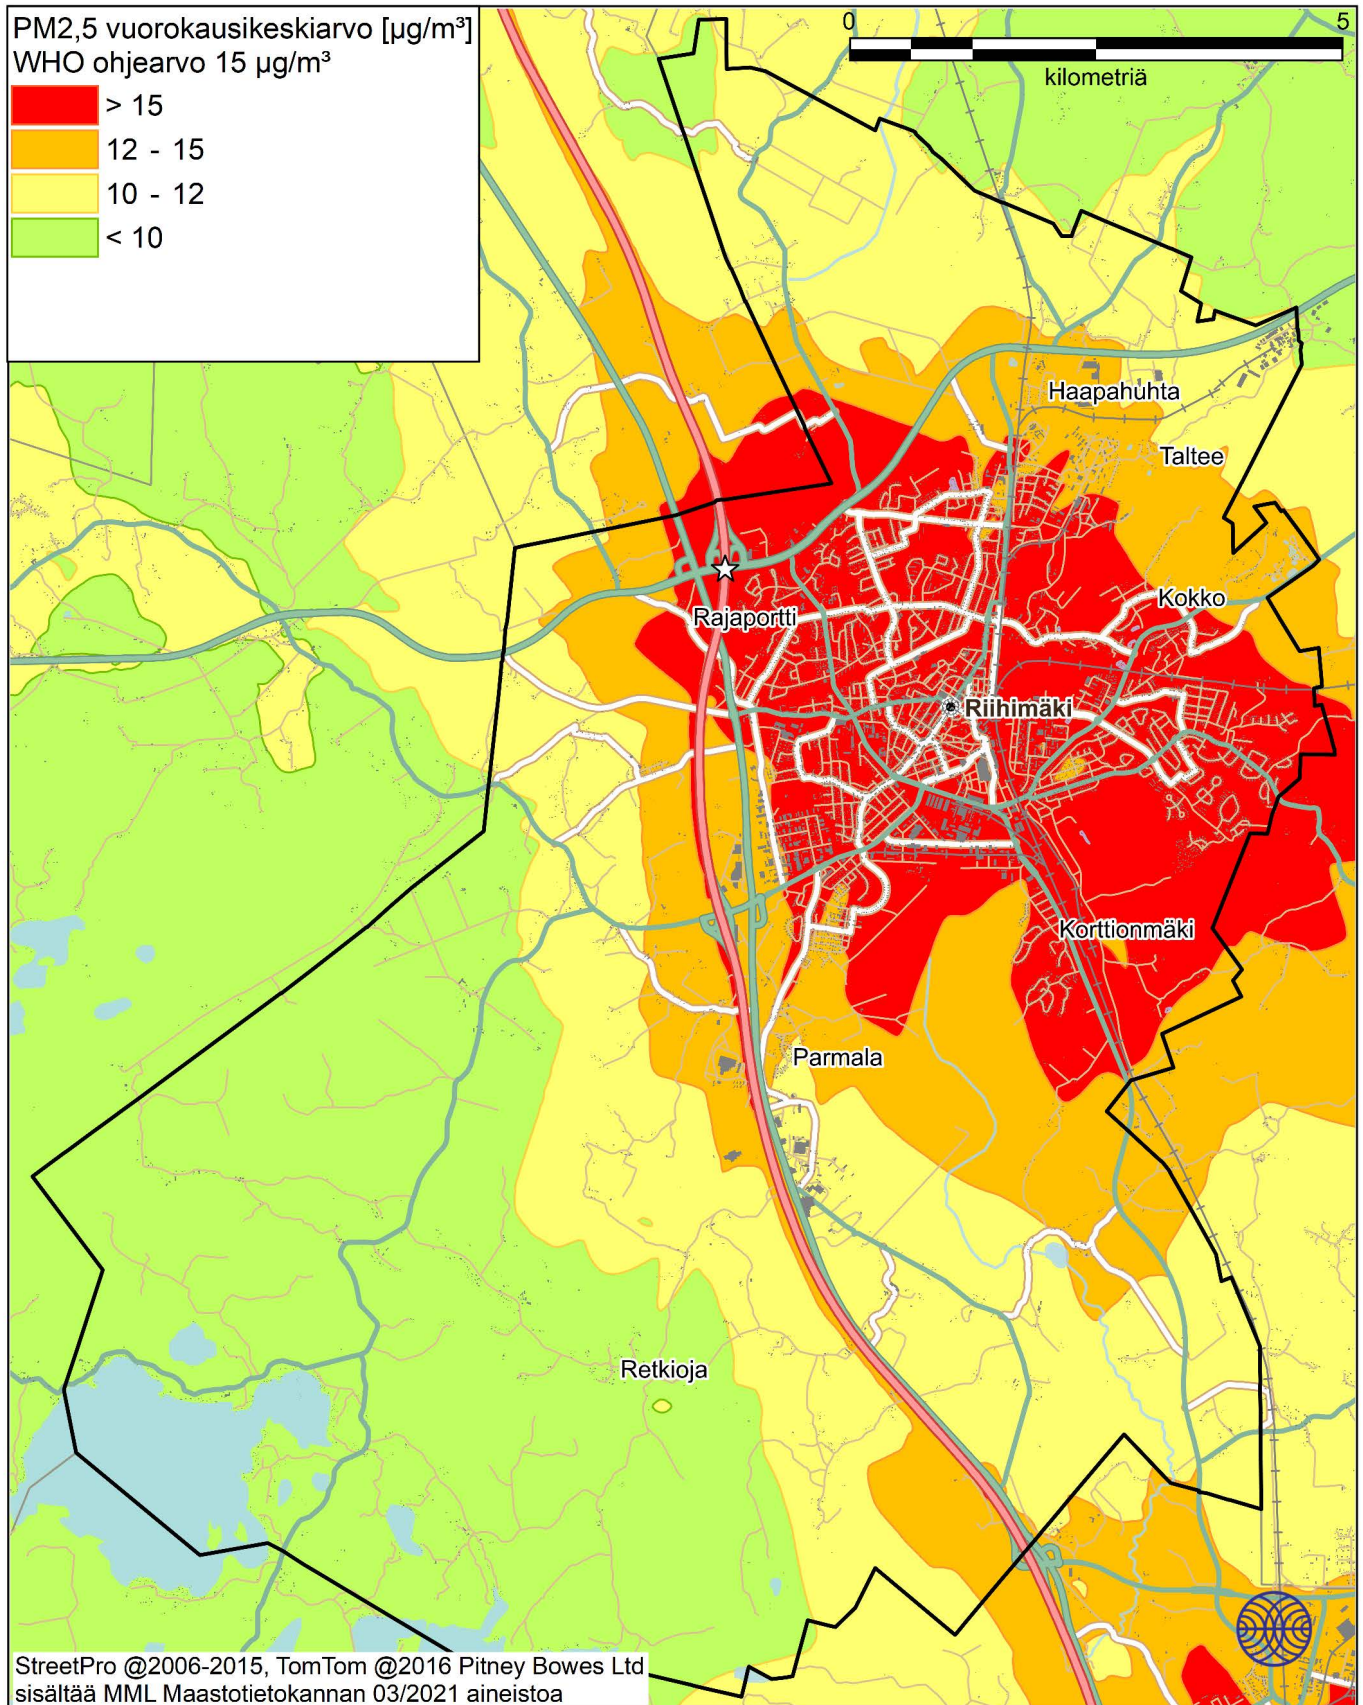 PM2,5 vuorokausikeskiarvo [µg/m³]
WHO ohjearvo 15 µg/m³
> 15
12 - 15
10 - 12
< 10
0 5
kilometriä
Haapahuhta
Taltee
Kokko
Rajaportti
Riihimäki
Korttionmäki
Parmala
Retkioja
StreetPro @2006-2015, TomTom @2016 Pitney Bowes Ltd
sisältää MML Maastotietokannan 03/2021 aineistoa